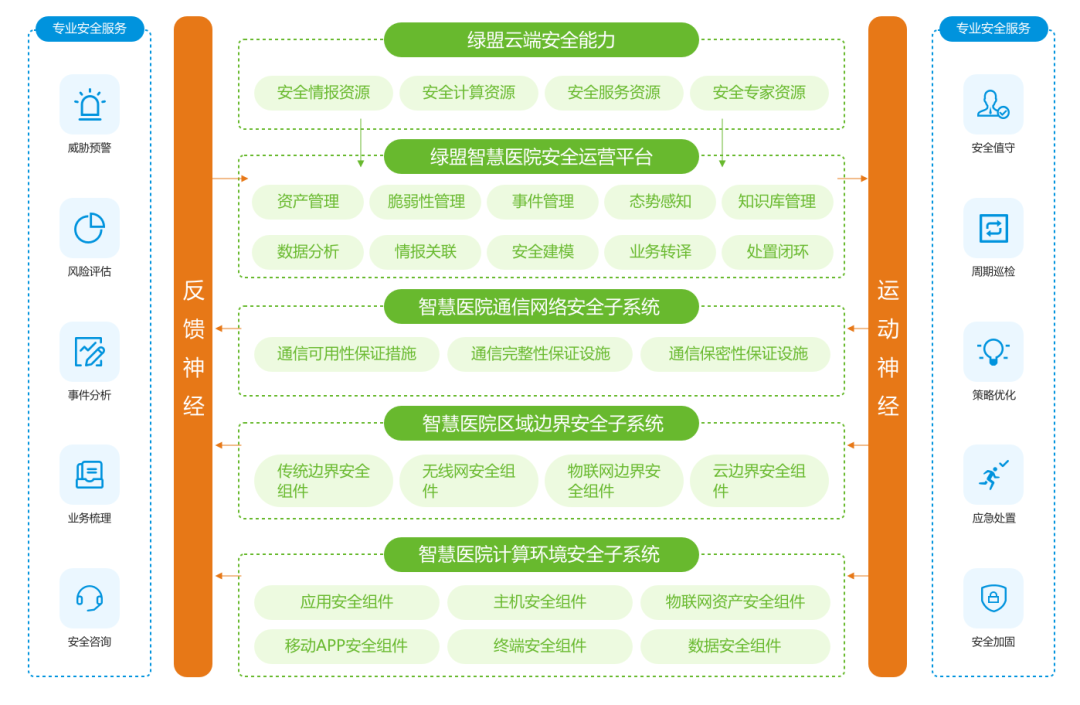 专业安全服务
威胁预警
风险评估
事件分析
业务梳理
安全咨询
反
馈
神
经
绿盟云端安全能力
安全情报资源
安全计算资源
安全服务资源
安全专家资源
绿盟智慧医院安全运营平台
资产管理
脆弱性管理
事件管理
态势感知
知识库管理
数据分析
情报关联
安全建模
业务转译
处置闭环
智慧医院通信网络安全子系统
通信可用性保证措施
通信完整性保证设施
通信保密性保证设施
智慧医院区域边界安全子系统
传统边界安全
组件
无线网安全组
件
物联网边界安
全组件
云边界安全组
件
智慧医院计算环境安全子系统
应用安全组件
主机安全组件
物联网资产安全组件
移动APP安全组件
终端安全组件
数据安全组件
运
动
神
经
专业安全服务
安全值守
周期巡检
策略优化
应急处置
安全加固